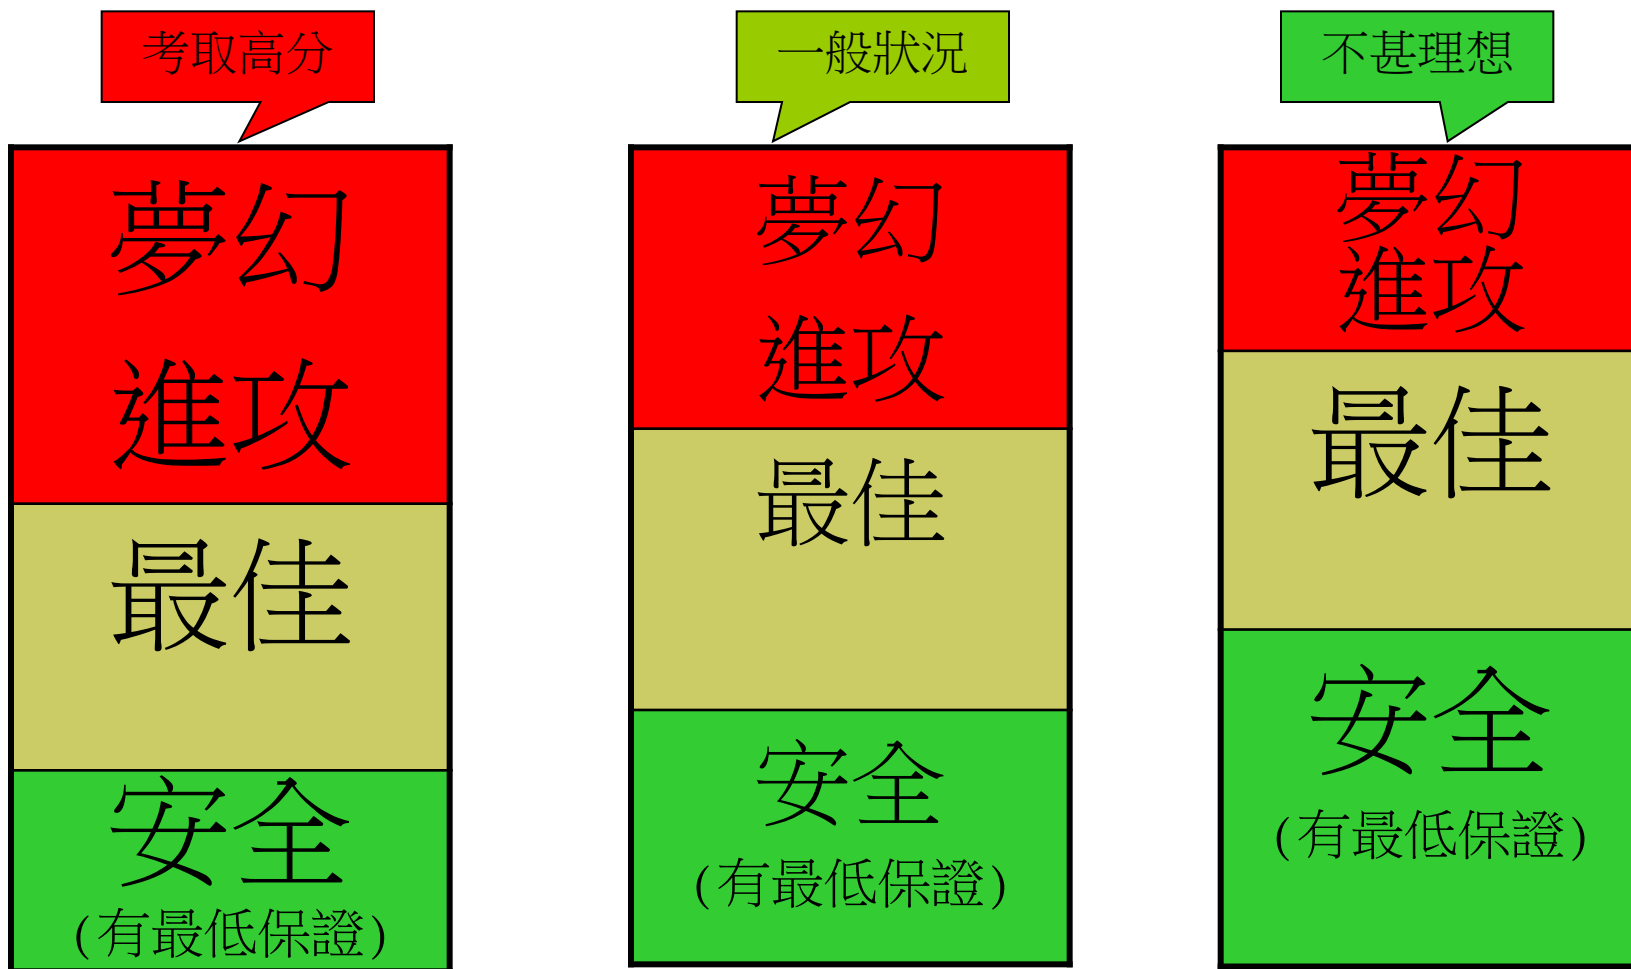 考取高分
夢幻
進攻
最佳
安全
(有最低保證)
一般狀況
夢幻
進攻
最佳
安全
(有最低保證)
不甚理想
夢幻
進攻
最佳
安全
(有最低保證)